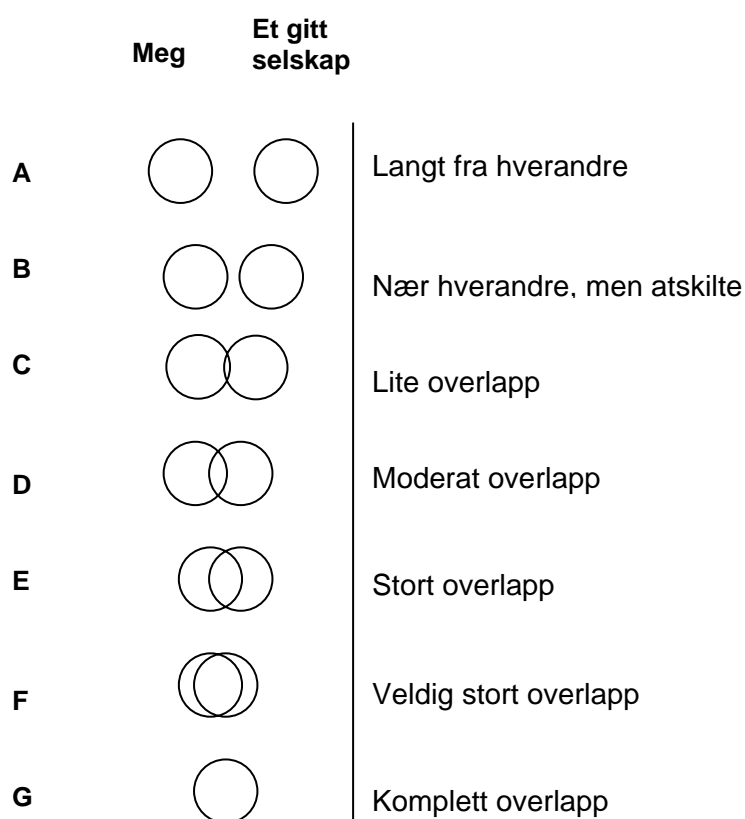 Meg
Et gitt
selskap
A
Langt fra hverandre
B
Nær hverandre, men atskilte
C
Lite overlapp
D
Moderat overlapp
E
Stort overlapp
F
Veldig stort overlapp
G
Komplett overlapp